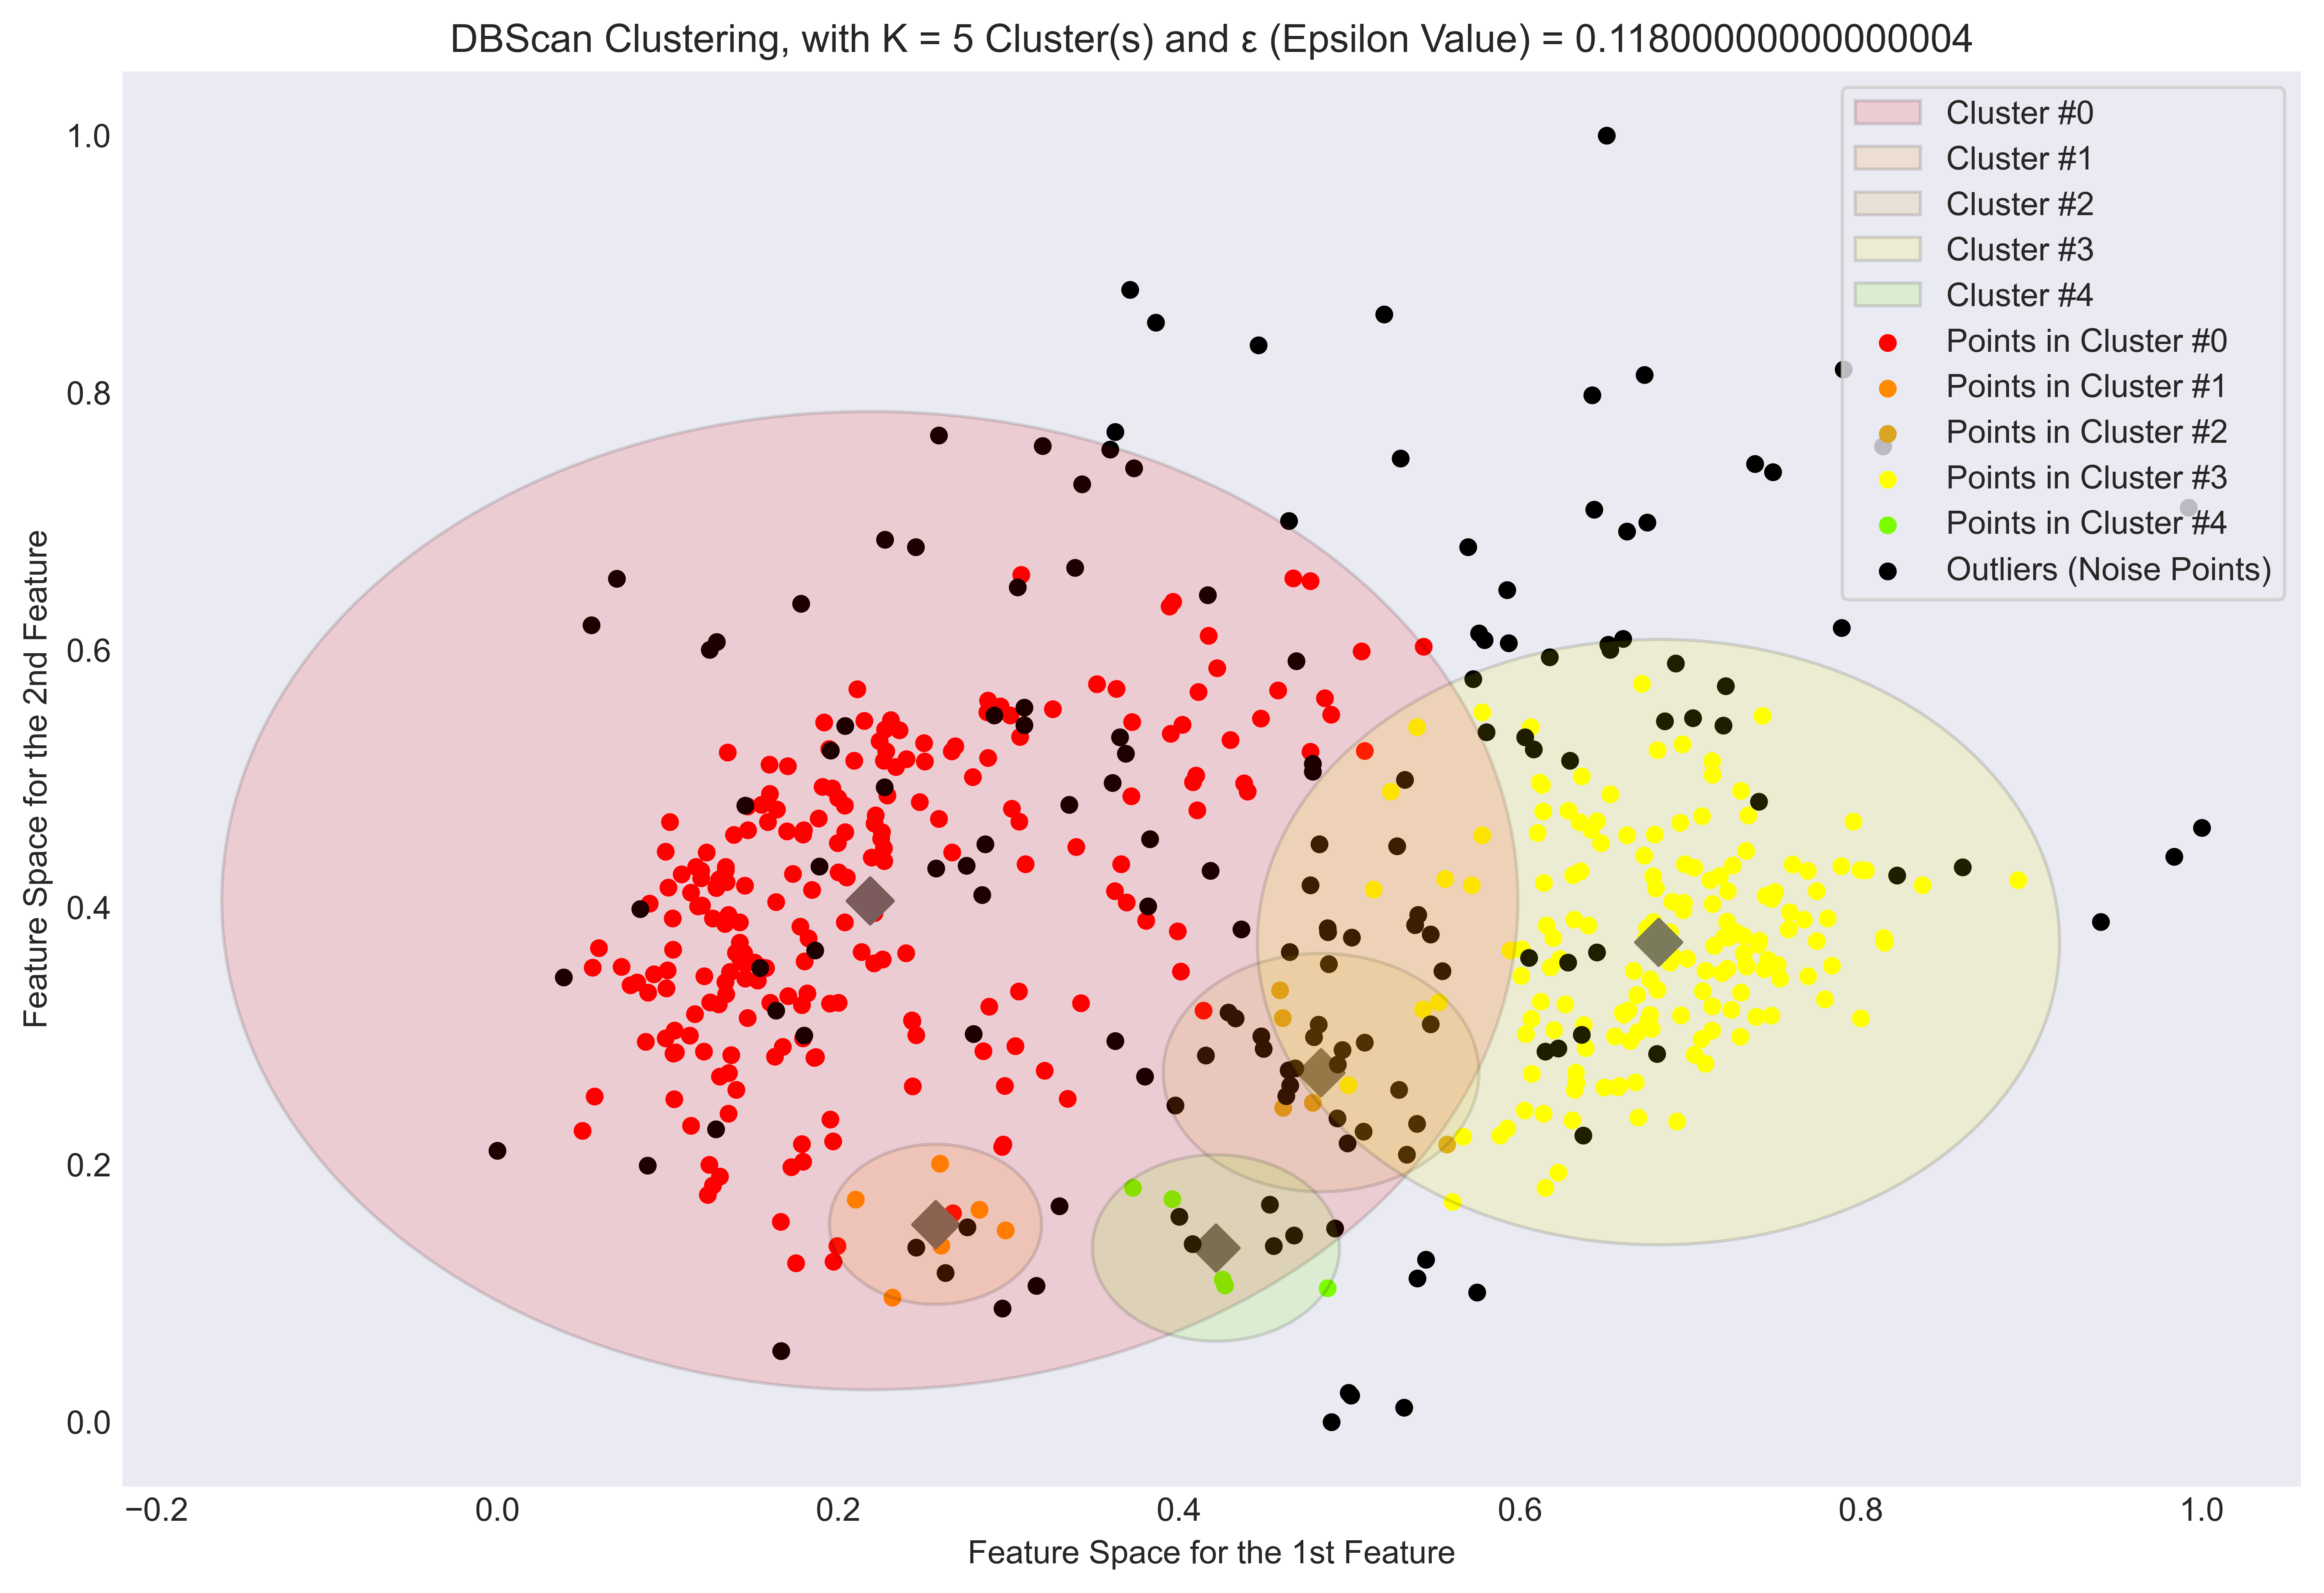 DBScan Clustering, with K = 5 Cluster(s) and ε (Epsilon Value) = 0.11800000000000004
Cluster #0
Cluster #1
Cluster #2
Cluster #3
Cluster #4
Points in Cluster #0
Points in Cluster #1
Points in Cluster #2
Points in Cluster #3
Points in Cluster #4
Outliers (Noise Points)
Feature Space for the 2nd Feature
1.0
0.8
0.6
0.4
0.2
0.0
−0.2 0.0 0.2 0.4 0.6 0.8 1.0
Feature Space for the 1st Feature